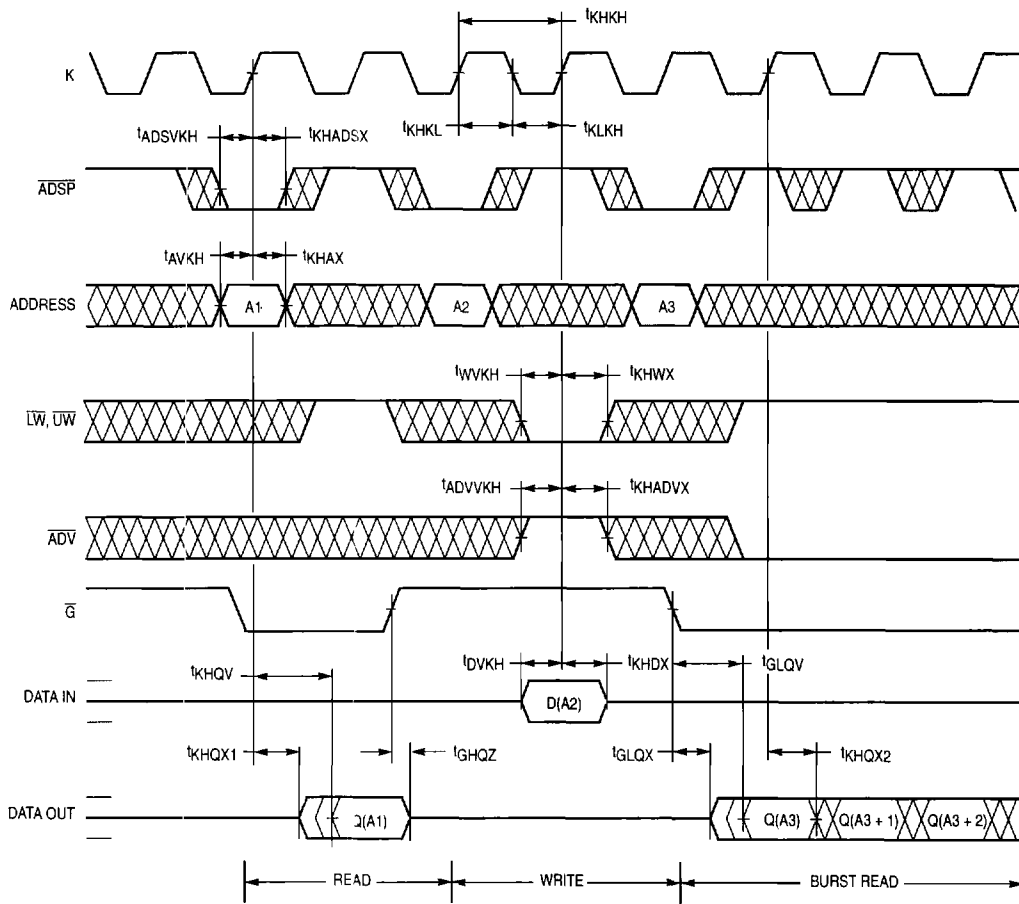 tKHKH
K
tADSVKH tKHADSX tKHKL tKLKH
ADSP
tAVKH tKHAX
ADDRESS A1 A2 A3
tWVKH tKHWX
LW, UW
tADVVKH tKHADVX
ADV
G
tKHQV tDVKH tKHDX tGLQV
DATA IN D(A2)
tKHQX1 tGHQZ tGLQX tKHQX2
DATA OUT Q(A1) Q(A3) Q(A3 + 1) Q(A3 + 2)
READ WRITE BURST READ